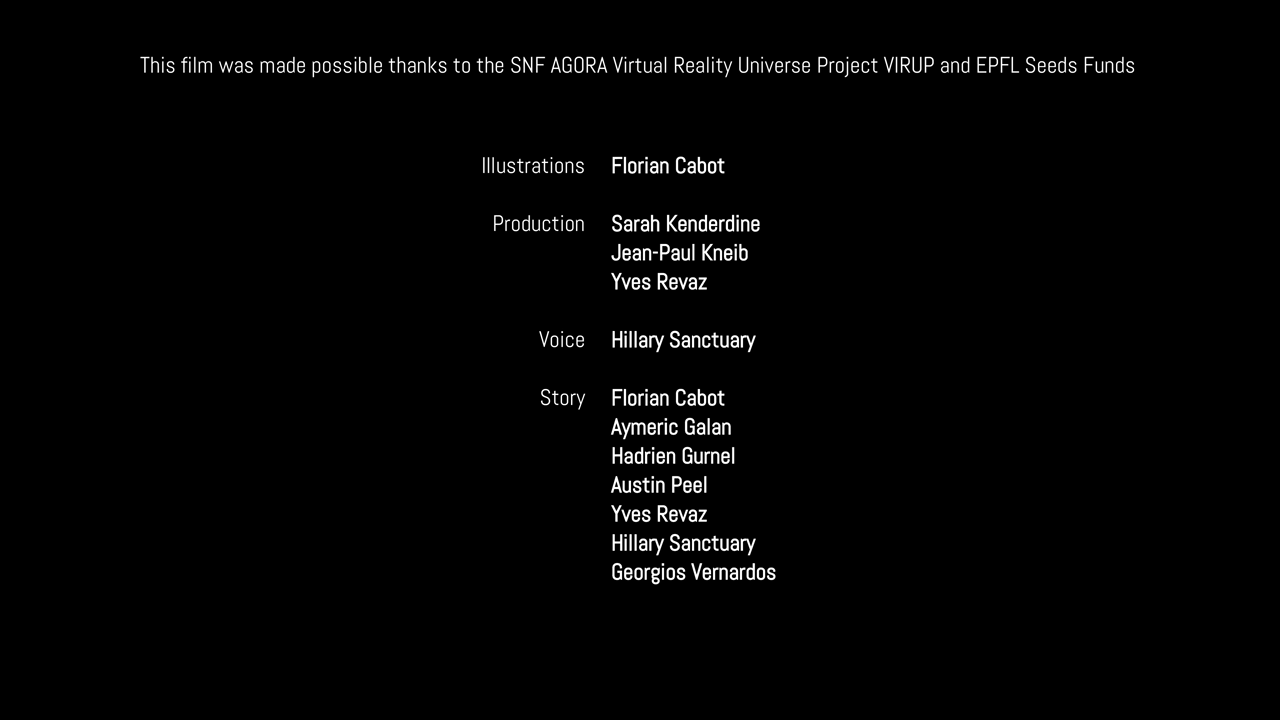 This film was made possible thanks to the SNF AGORA Virtual Reality Universe Project VIRUP and EPFL Seeds Funds
Illustrations Florian Cabot
Production Sarah Kenderdine
Jean-Paul Kneib
Yves Revaz
Voice Hillary Sanctuary
Story Florian Cabot
Aymeric Galan
Hadrien Gurnel
Austin Peel
Yves Revaz
Hillary Sanctuary
Georgios Vernardos